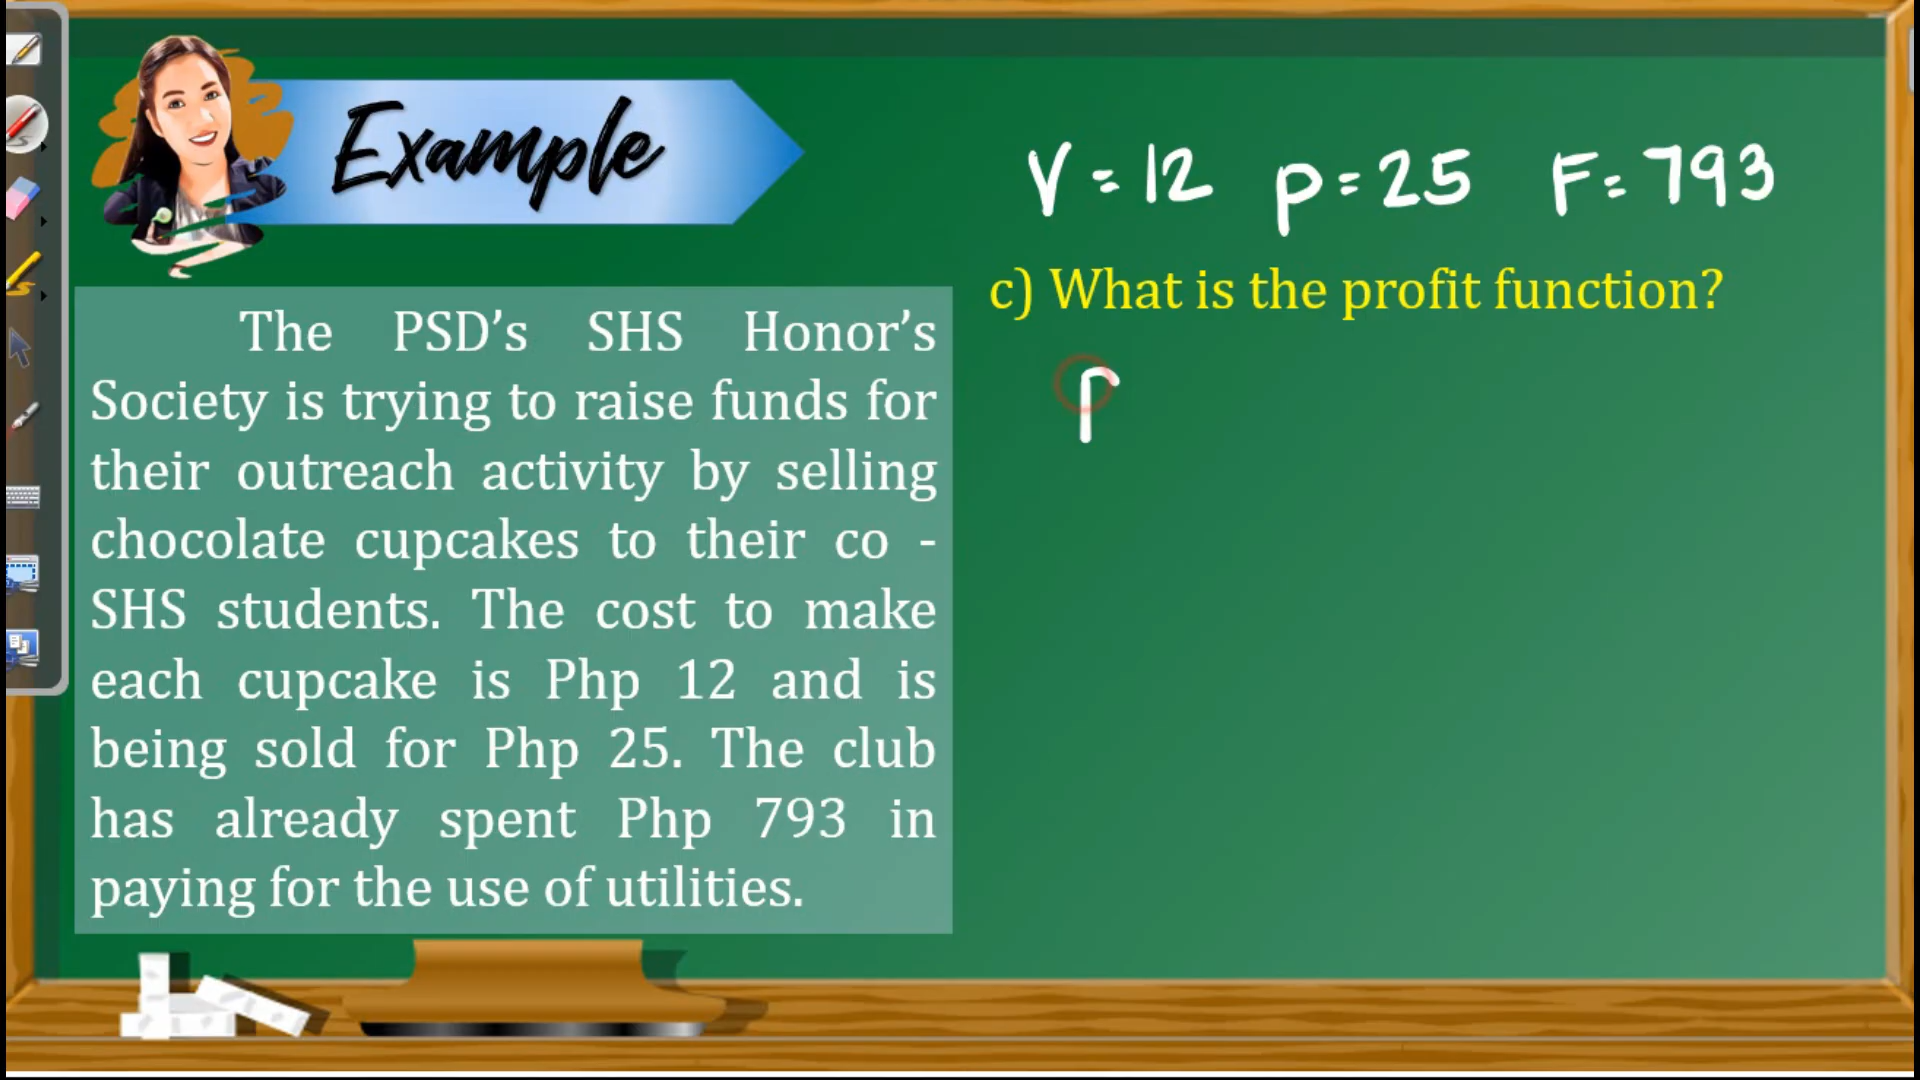 Example
V = 12 p = 25 F = 793
c) What is the profit function?
P
The PSD’s SHS Honor’s
Society is trying to raise funds for
their outreach activity by selling
chocolate cupcakes to their co -
SHS students. The cost to make
each cupcake is Php 12 and is
being sold for Php 25. The club
has already spent Php 793 in
paying for the use of utilities.